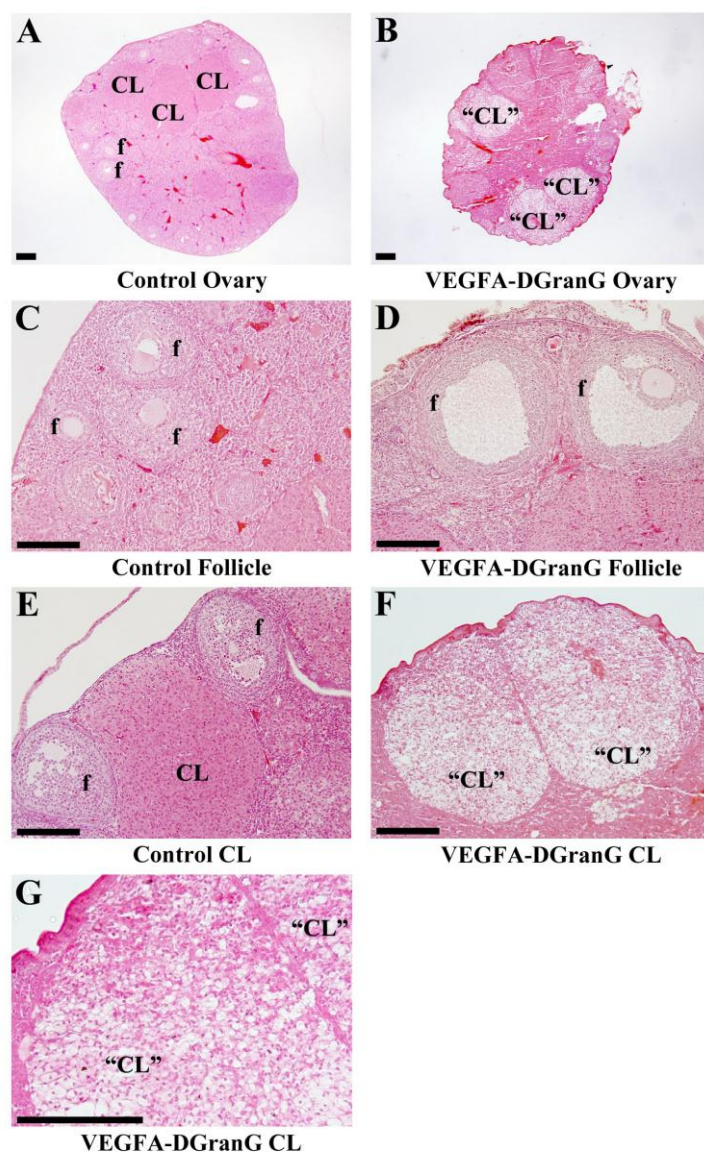 A
B
CL
CL
CL
f
f
“CL”
“CL”
“CL”
Control Ovary
VEGFA-DGranG Ovary
C
D
f
f
f
f
f
Control Follicle
VEGFA-DGranG Follicle
E
F
f
CL
f
“CL”
“CL”
Control CL
VEGFA-DGranG CL
G
“CL”
“CL”
VEGFA-DGranG CL